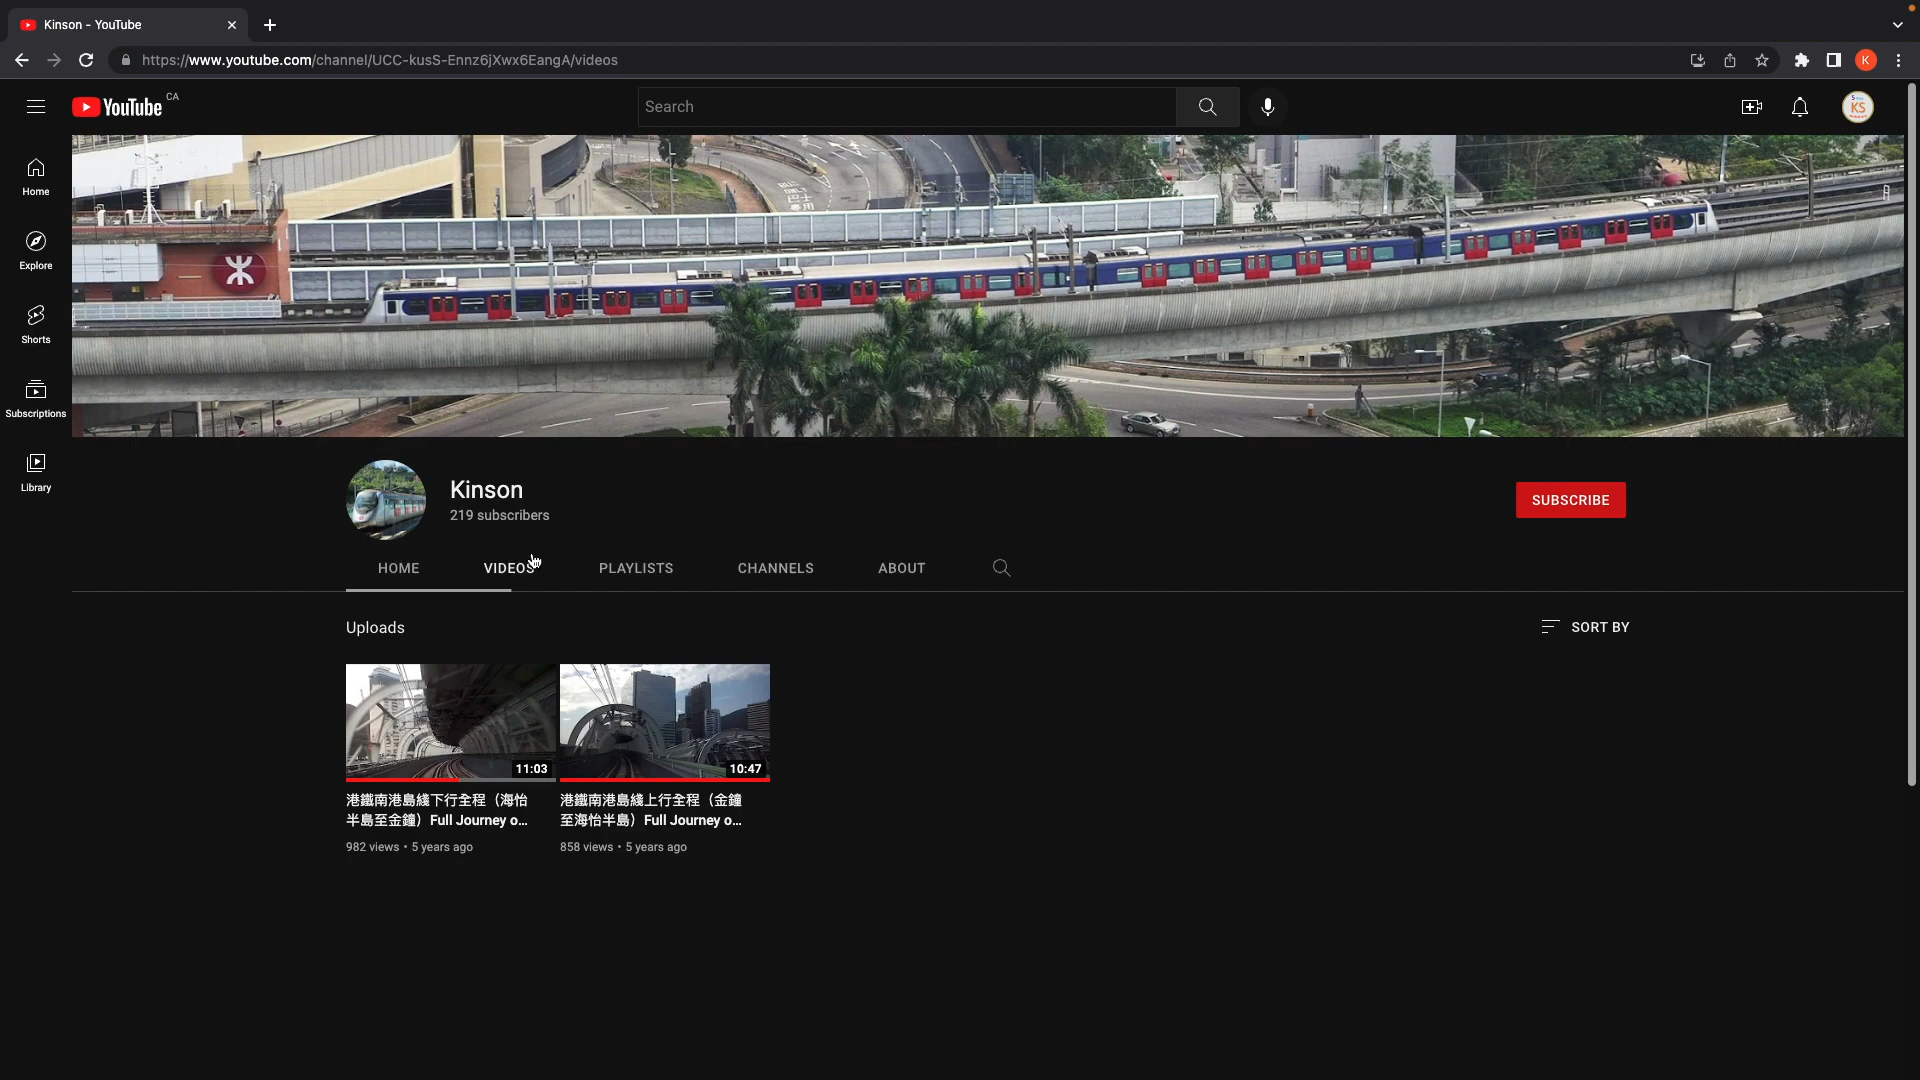 Kinson - YouTube
https://www.youtube.com/channel/UCC-kusS-Ennz6jXwx6EangA/videos
K
YouTube CA
Search
KS
Home
Explore
Shorts
Subscriptions
Library
Kinson
219 subscribers
SUBSCRIBE
HOME
VIDEOS
PLAYLISTS
CHANNELS
ABOUT
Uploads
SORT BY
11:03
10:47
港鐵南港島綫下行全程（海怡
半島至金鐘）Full Journey o...
982 views • 5 years ago
港鐵南港島綫上行全程（金鐘
至海怡半島）Full Journey o...
858 views • 5 years ago